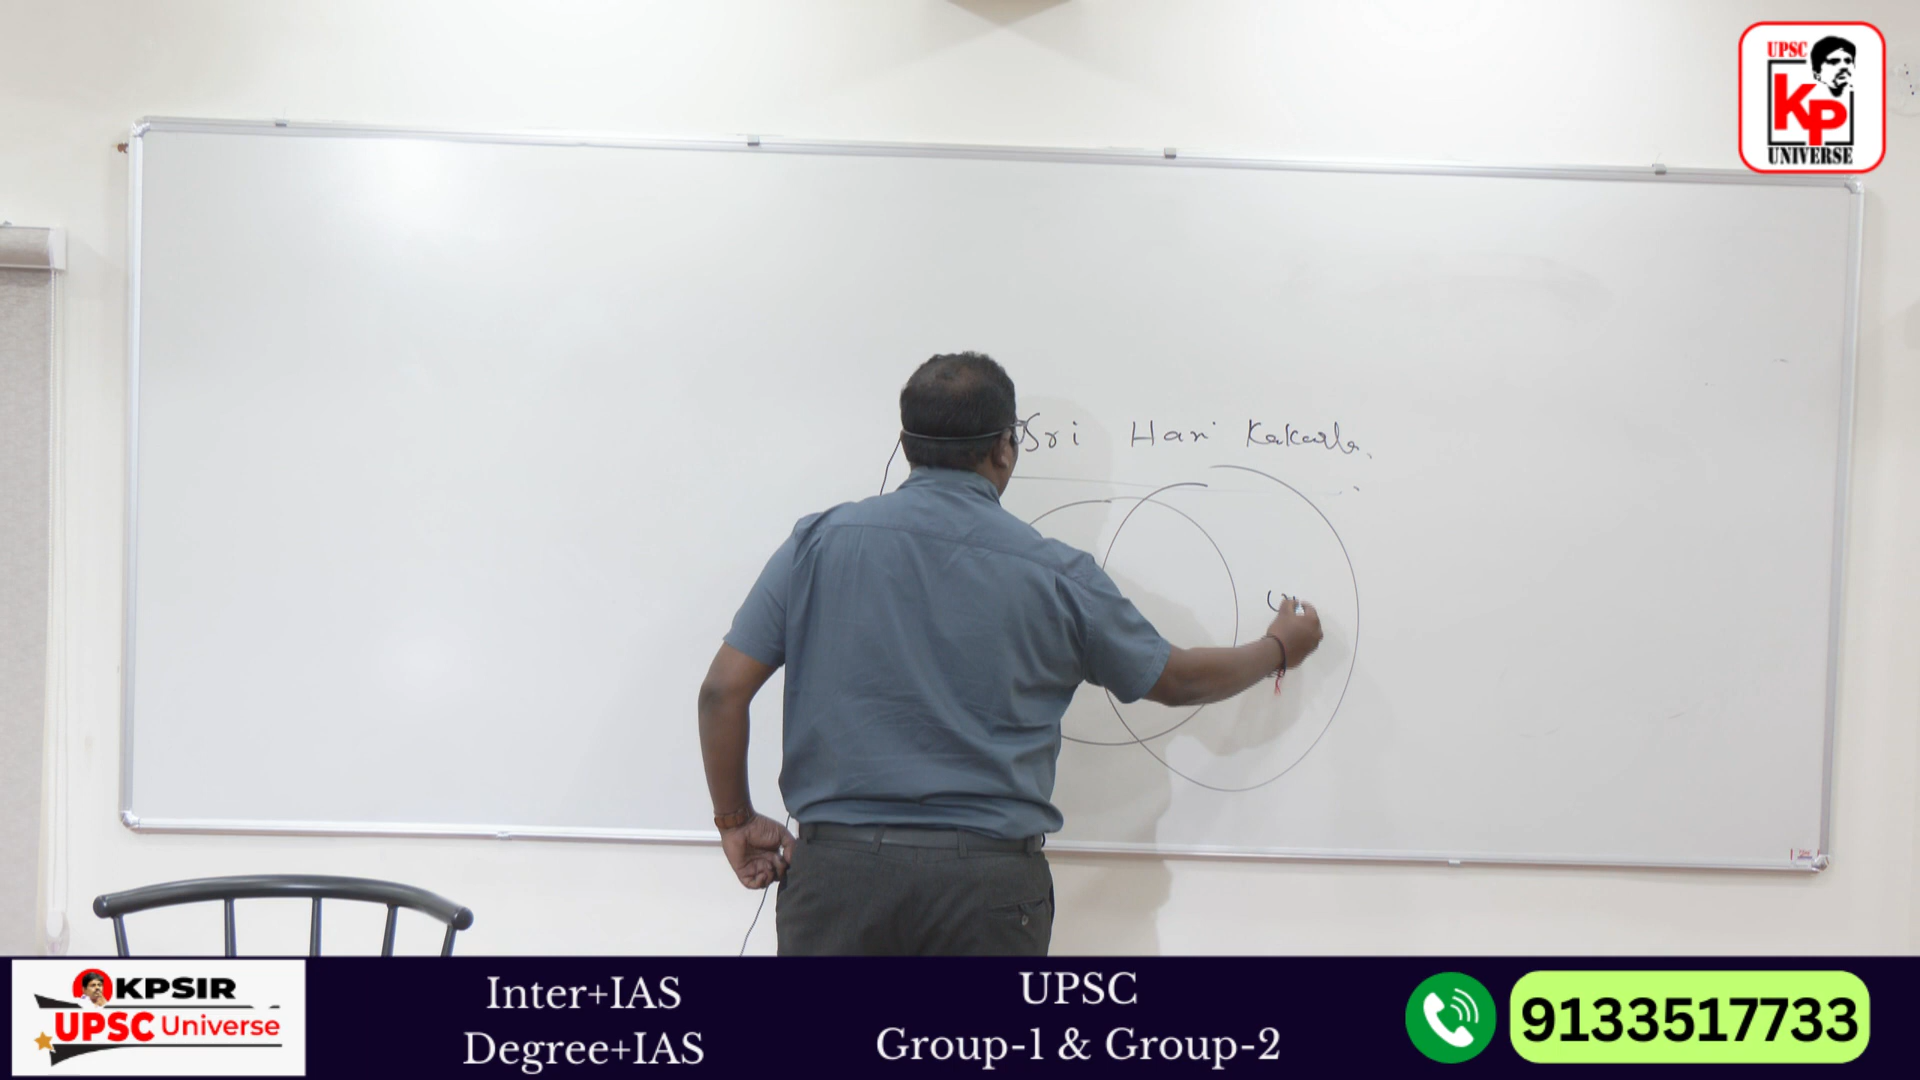 UPSC
KP
UNIVERSE
Sri Hari Kakarla
KPSIR
UPSC Universe
Inter+IAS
Degree+IAS
UPSC
Group-1 & Group-2
9133517733